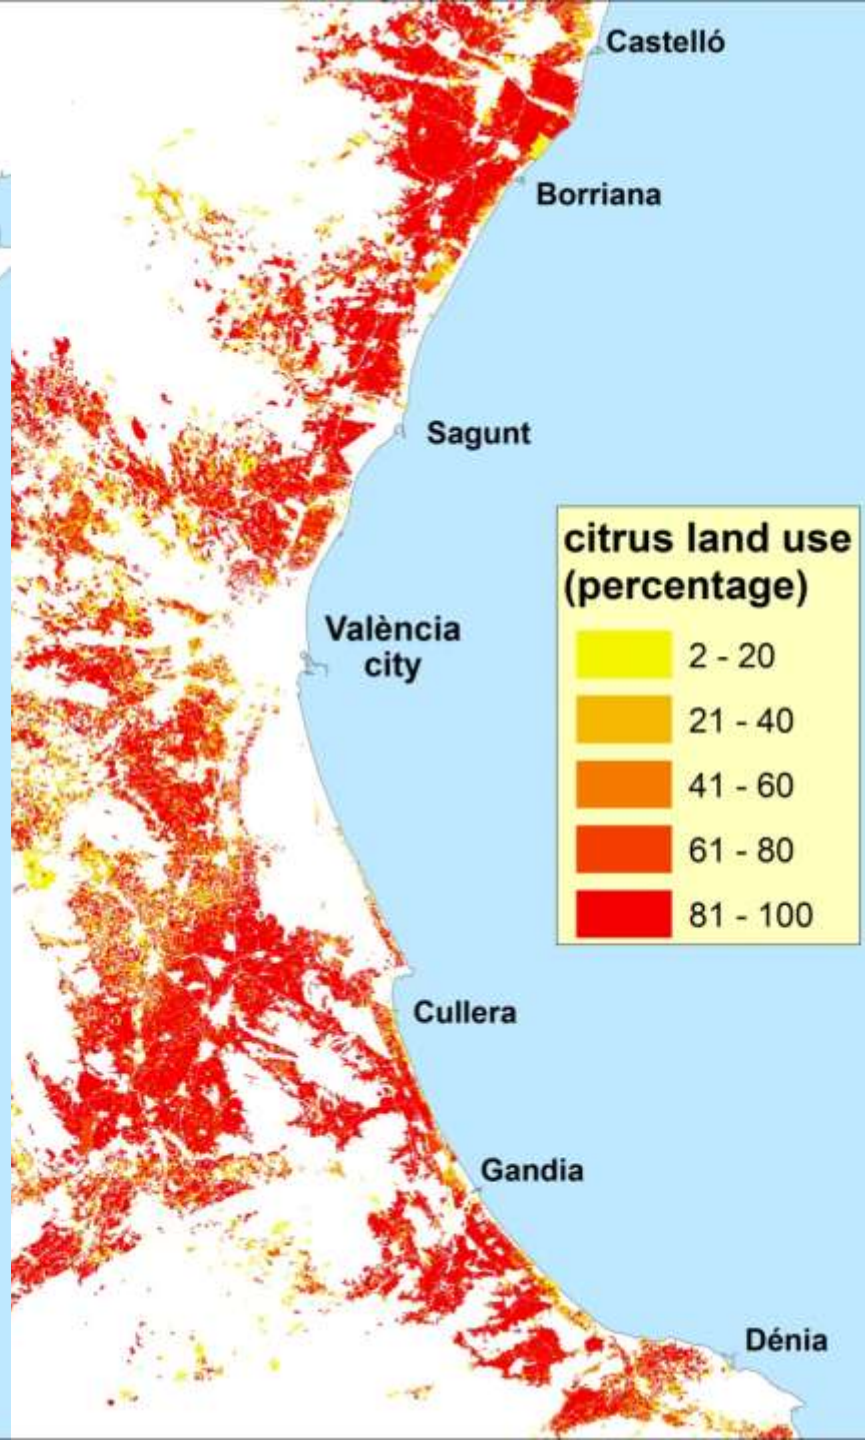 Castelló
Borriana
Sagunt
València
city
citrus land use
(percentage)
2 - 20
21 - 40
41 - 60
61 - 80
81 - 100
Cullera
Gandia
Dénia